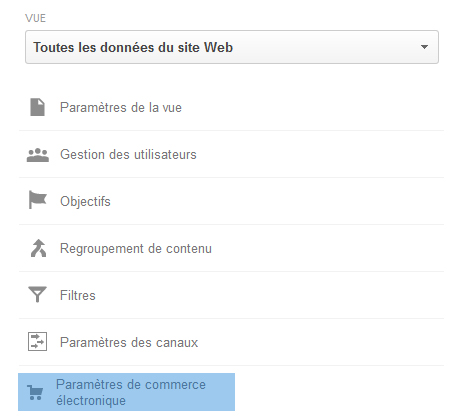 VUE
Toutes les données du site Web
Paramètres de la vue
Gestion des utilisateurs
Objectifs
Regroupement de contenu
Filtres
Paramètres des canaux
Paramètres de commerce
électronique